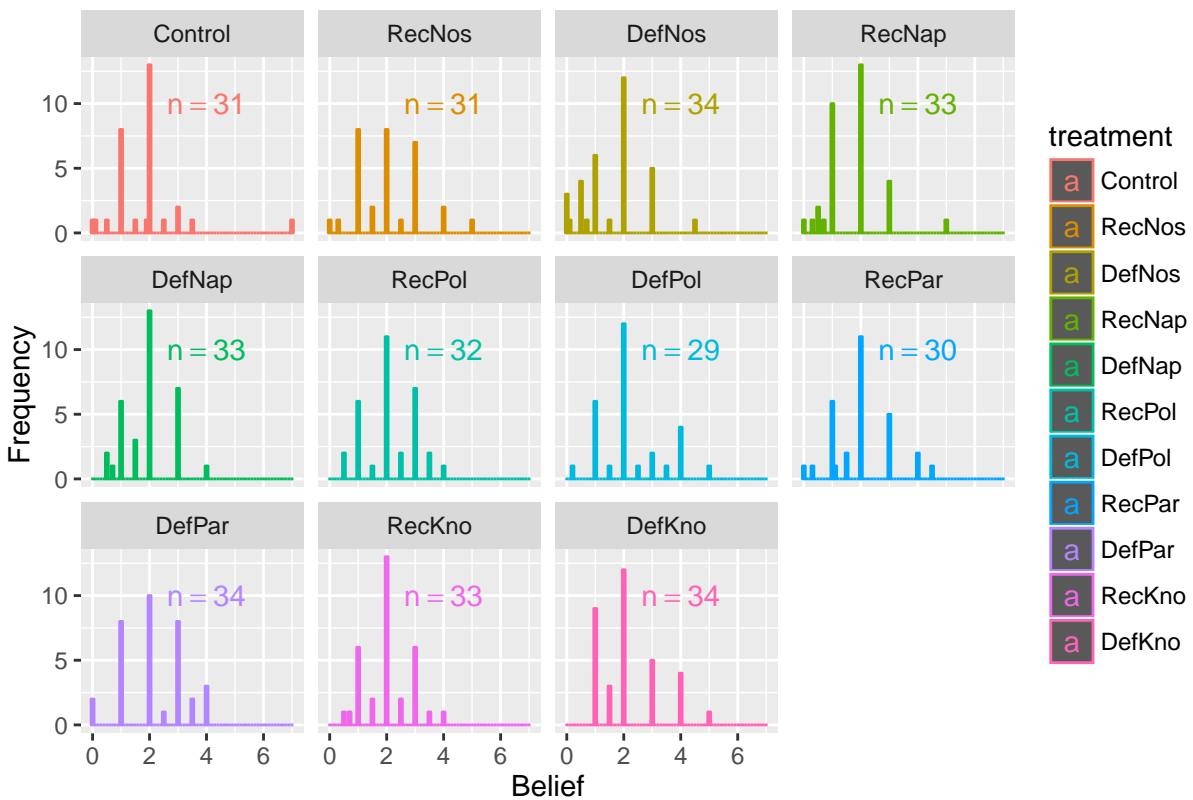 Control RecNos DefNos RecNap
n = 31 n = 31 n = 34 n = 33
10
5
0
DefNap RecPol DefPol RecPar
n = 33 n = 32 n = 29 n = 30
10
5
0
DefPar RecKno DefKno
n = 34 n = 33 n = 34
10
5
0
0 2 4 6 0 2 4 6 0 2 4 6
Belief
Frequency
treatment
a Control
a RecNos
a DefNos
a RecNap
a DefNap
a RecPol
a DefPol
a RecPar
a DefPar
a RecKno
a DefKno